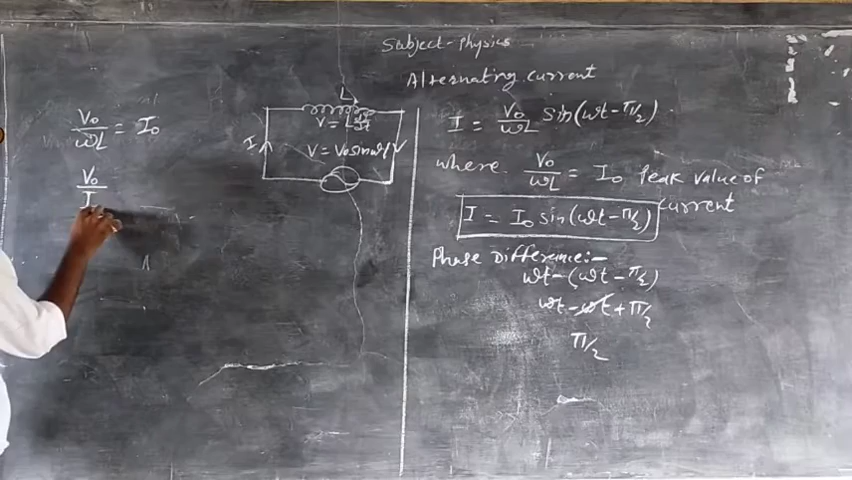 Subject-Physics
Alternating current
V₀/ωL = I₀
V₀/I
L
V = L dI/dt
I
V = V₀ sin ωt
I = V₀/ωL sin(ωt - π/2)
where V₀/ωL = I₀ Peak value of
current
I = I₀ sin(ωt - π/2)
Phase Difference:-
ωt - (ωt - π/2)
ωt - ωt + π/2
π/2